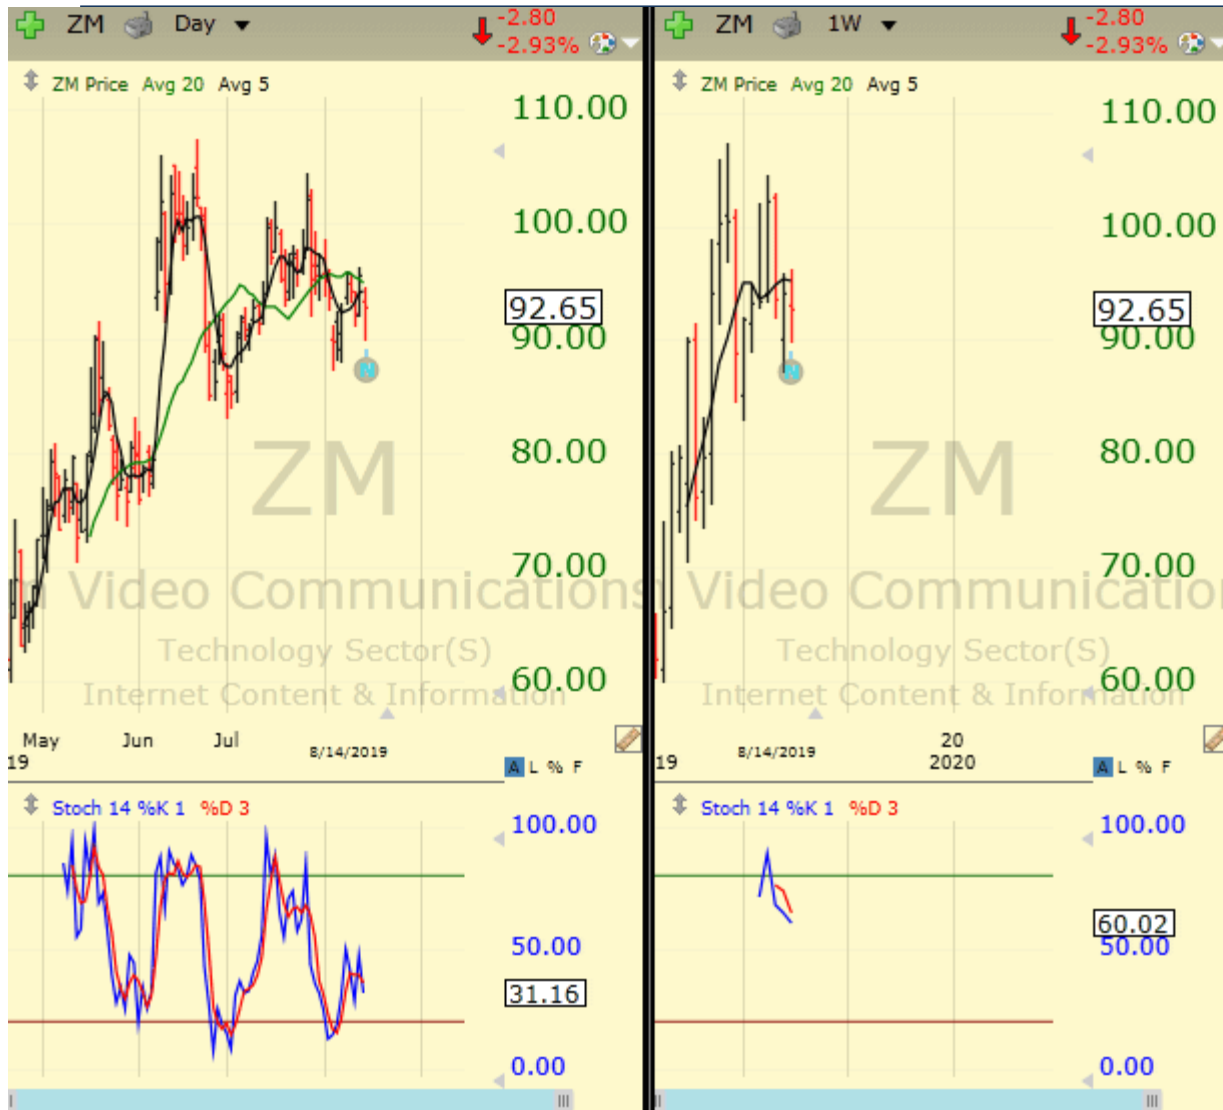 ZM Day -2.80
-2.93%
ZM Price Avg 20 Avg 5
110.00
100.00
92.65
90.00
N
ZM
80.00
70.00
Video Communications
Technology Sector(S)
60.00
Internet Content & Information
May Jun Jul
19 8/14/2019
A L % F
Stoch 14 %K 1 %D 3
100.00
50.00
31.16
0.00
ZM 1W -2.80
-2.93%
ZM Price Avg 20 Avg 5
110.00
100.00
92.65
90.00
N
ZM
80.00
70.00
Video Communicatio
Technology Sector(S)
60.00
Internet Content & Information
20
19 8/14/2019 2020
A L % F
Stoch 14 %K 1 %D 3
100.00
60.02
50.00
0.00